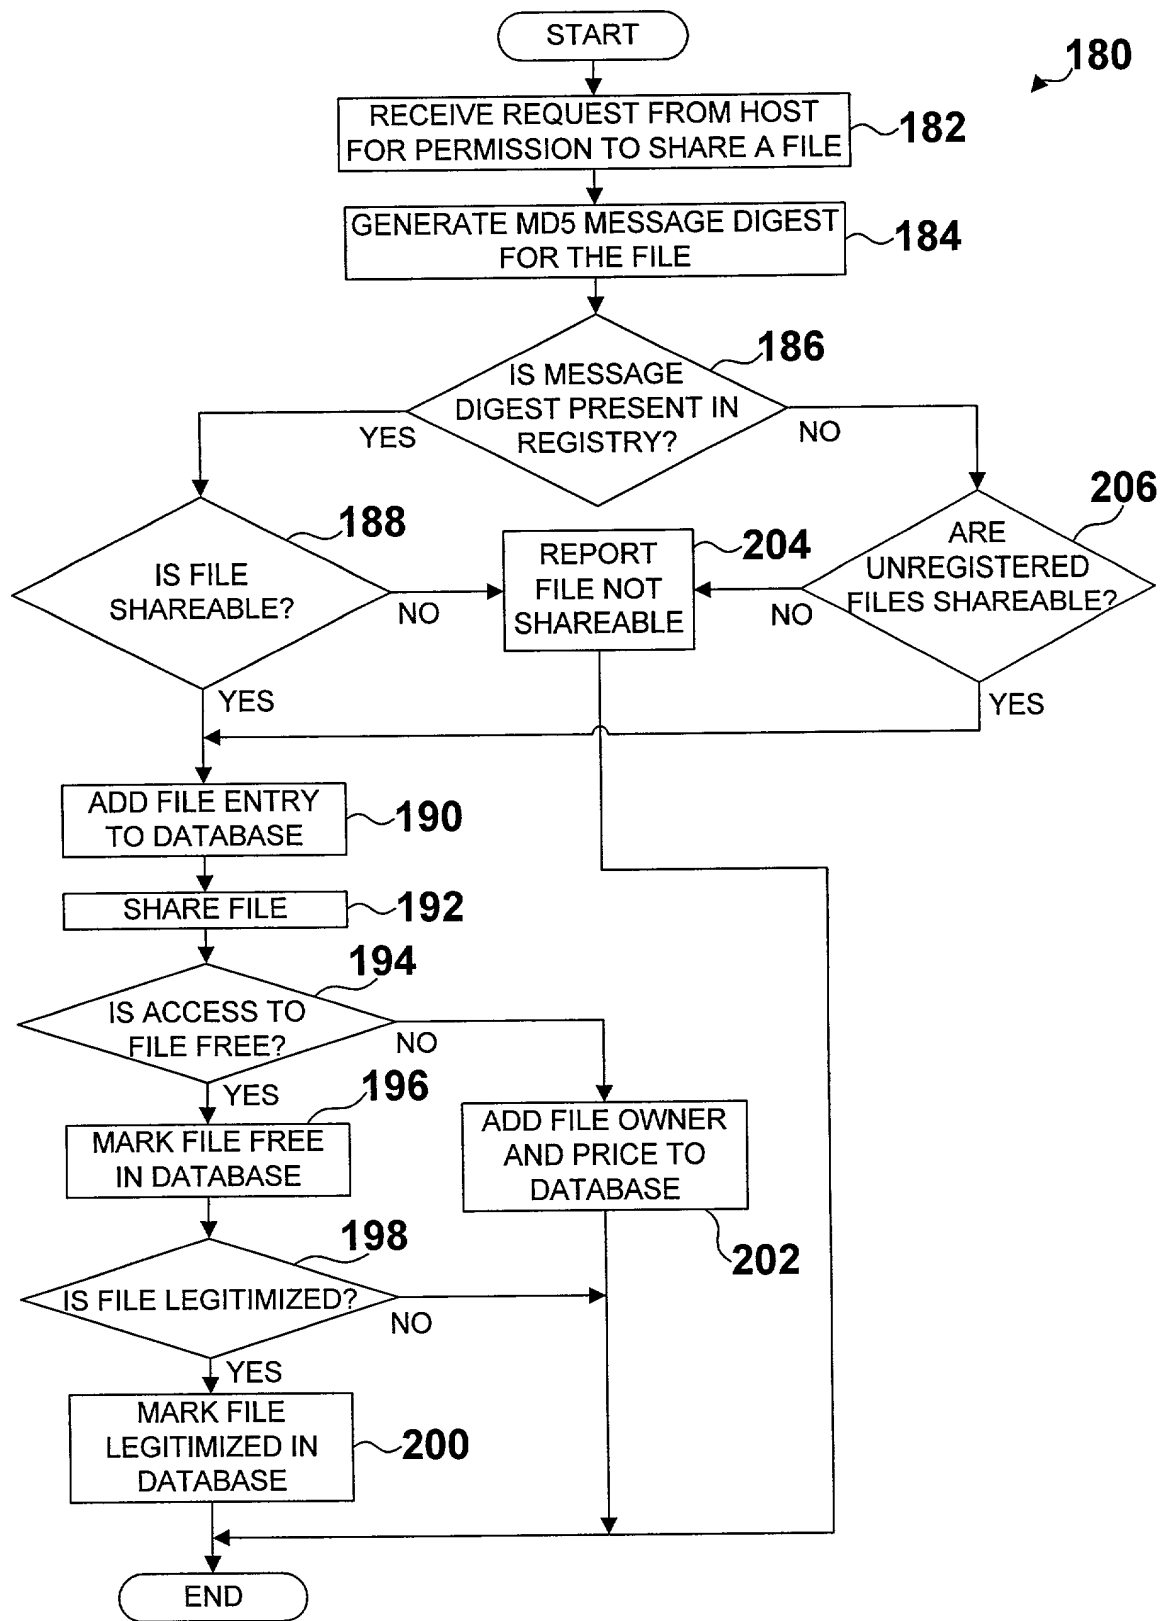 START
180
RECEIVE REQUEST FROM HOST
FOR PERMISSION TO SHARE A FILE
182
GENERATE MD5 MESSAGE DIGEST
FOR THE FILE
184
IS MESSAGE
DIGEST PRESENT IN
REGISTRY?
186
YES
NO
IS FILE
SHAREABLE?
188
NO
YES
REPORT
FILE NOT
SHAREABLE
204
ARE
UNREGISTERED
FILES SHAREABLE?
206
NO
YES
ADD FILE ENTRY
TO DATABASE
190
SHARE FILE
192
IS ACCESS TO
FILE FREE?
194
NO
YES
MARK FILE FREE
IN DATABASE
196
ADD FILE OWNER
AND PRICE TO
DATABASE
202
IS FILE LEGITIMIZED?
198
NO
YES
MARK FILE
LEGITIMIZED IN
DATABASE
200
END